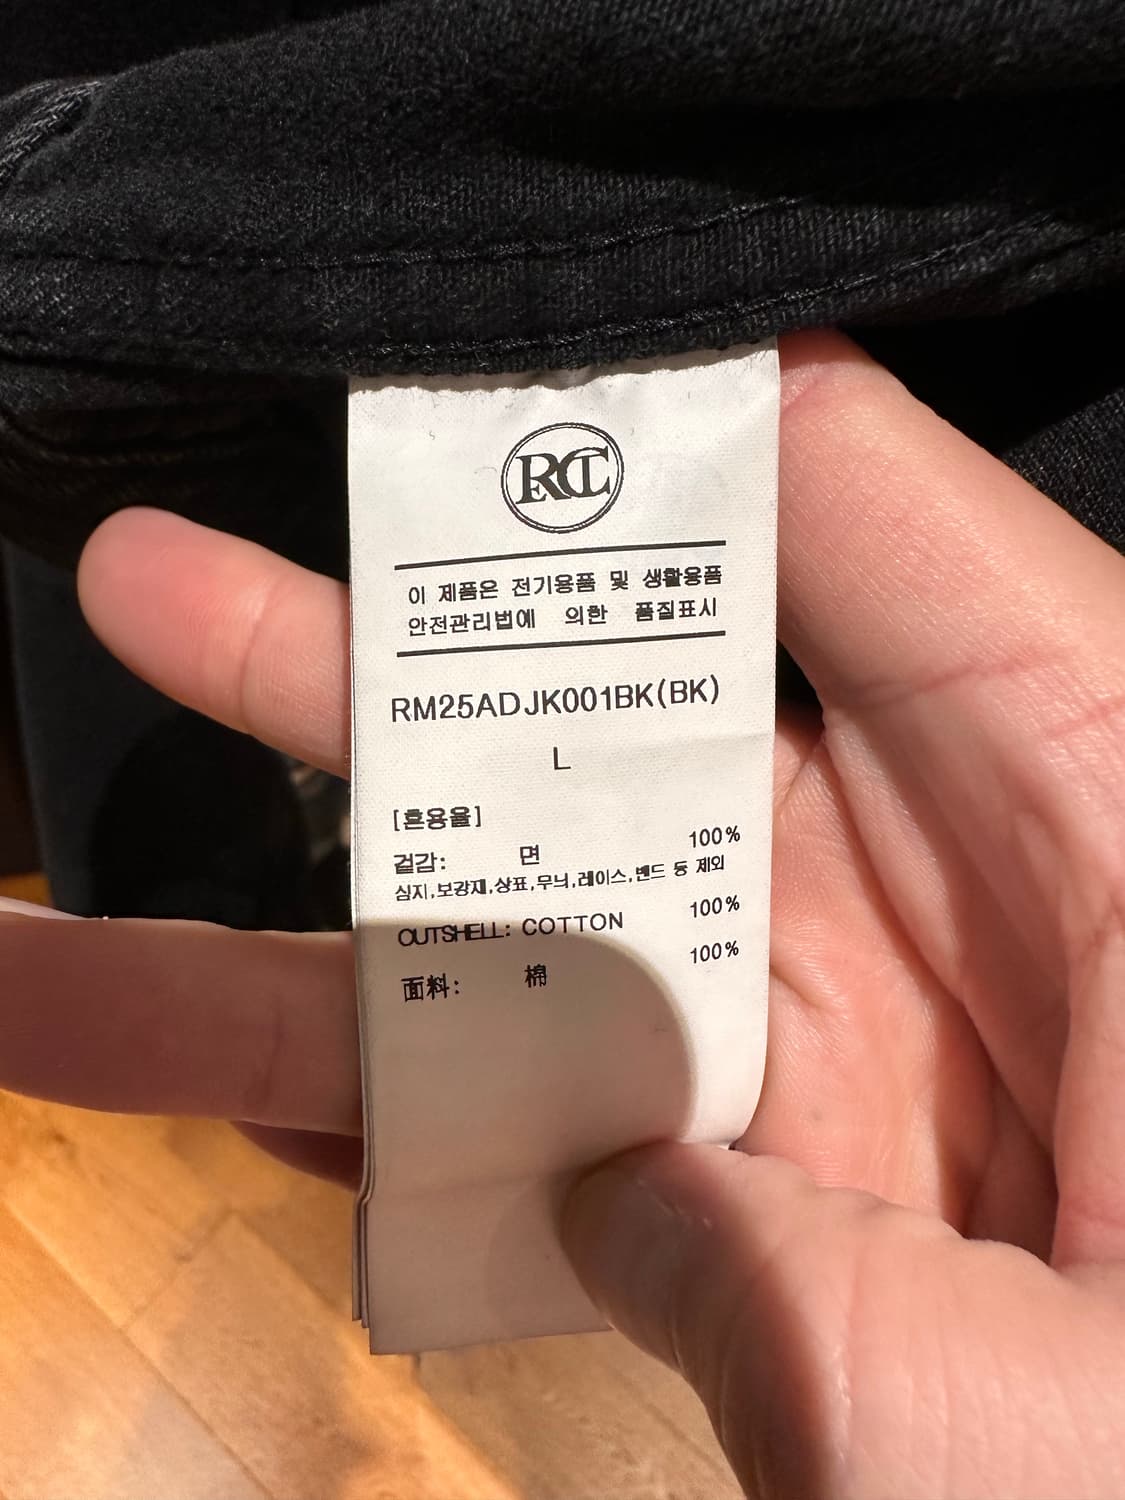 RCT
이 제품은 전기용품 및 생활용품
안전관리법에 의한 품질표시
RM25ADJK001BK(BK)
L
[혼용율]
겉감: 면 100%
심지,보강재,상표,무늬,레이스,밴드 등 제외
OUTSHELL: COTTON 100%
面料: 棉 100%